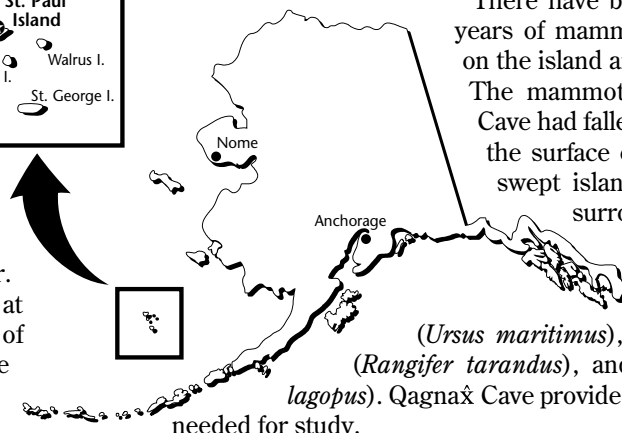 St. Paul
Island
Walrus I.
I.
St. George I.
Nome
Anchorage
There have b
years of mamm
on the island a
The mammot
Cave had falle
the surface
swept islan
surro
r.
at
of
e
(Ursus maritimus),
(Rangifer tarandus), and
lagopus). Qagnax̂ Cave provide
needed for study.